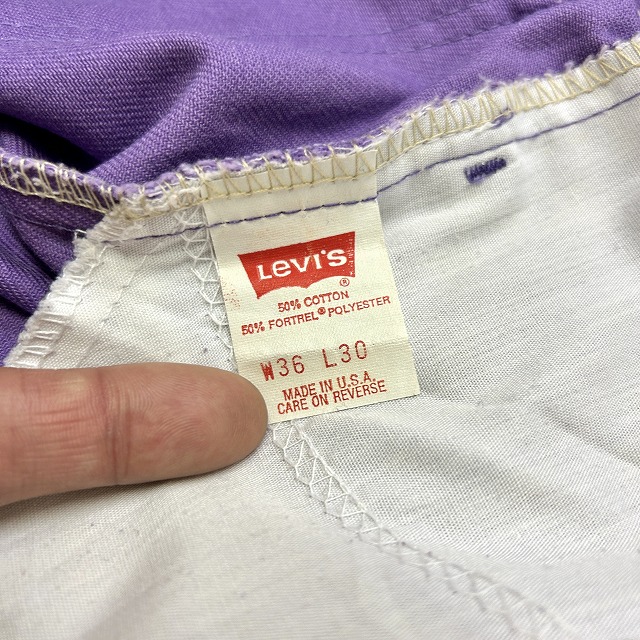 LeVI'S
®
50% COTTON
50% FORTREL® POLYESTER
W36 L30
MADE IN U.S.A.
CARE ON REVERSE